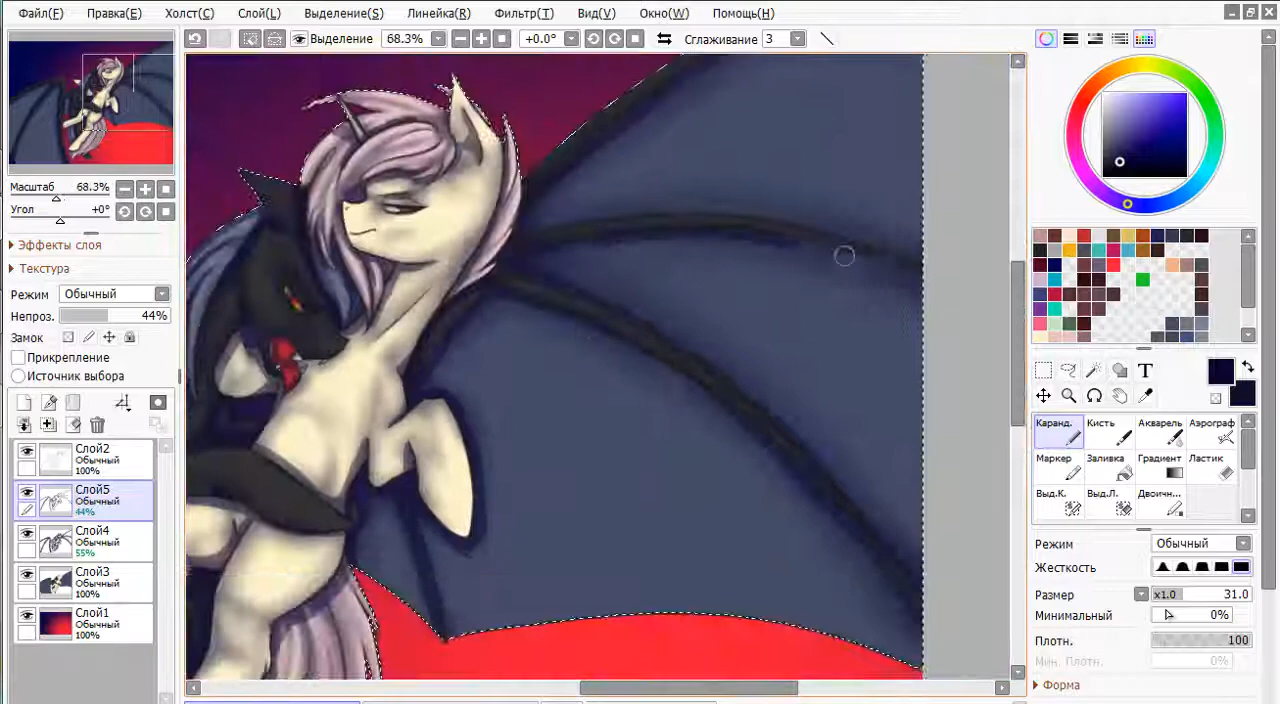 Файл(F) Правка(E) Холст(C) Слой(L) Выделение(S) Линейка(R) Фильтр(T) Вид(V) Окно(W) Помощь(H)
Выделение 68.3% +0.0° Сглаживание 3
Масштаб 68.3%
Угол +0°
Эффекты слоя
Текстура
Режим Обычный
Непроз. 44%
Замок
Прикрепление
Источник выбора
Слой2
Обычный
100%
Слой5
Обычный
44%
Слой4
Обычный
55%
Слой3
Обычный
100%
Слой1
Обычный
100%
T
Каранд. Кисть Акварель Аэрограф
Маркер Заливка Градиент Ластик
Выд.К. Выд.Л. Двоичн...
Режим Обычный
Жесткость
Размер x1.0 31.0
Минимальный 0%
Плотн. 100
Мин. Плотн. 0%
Форма